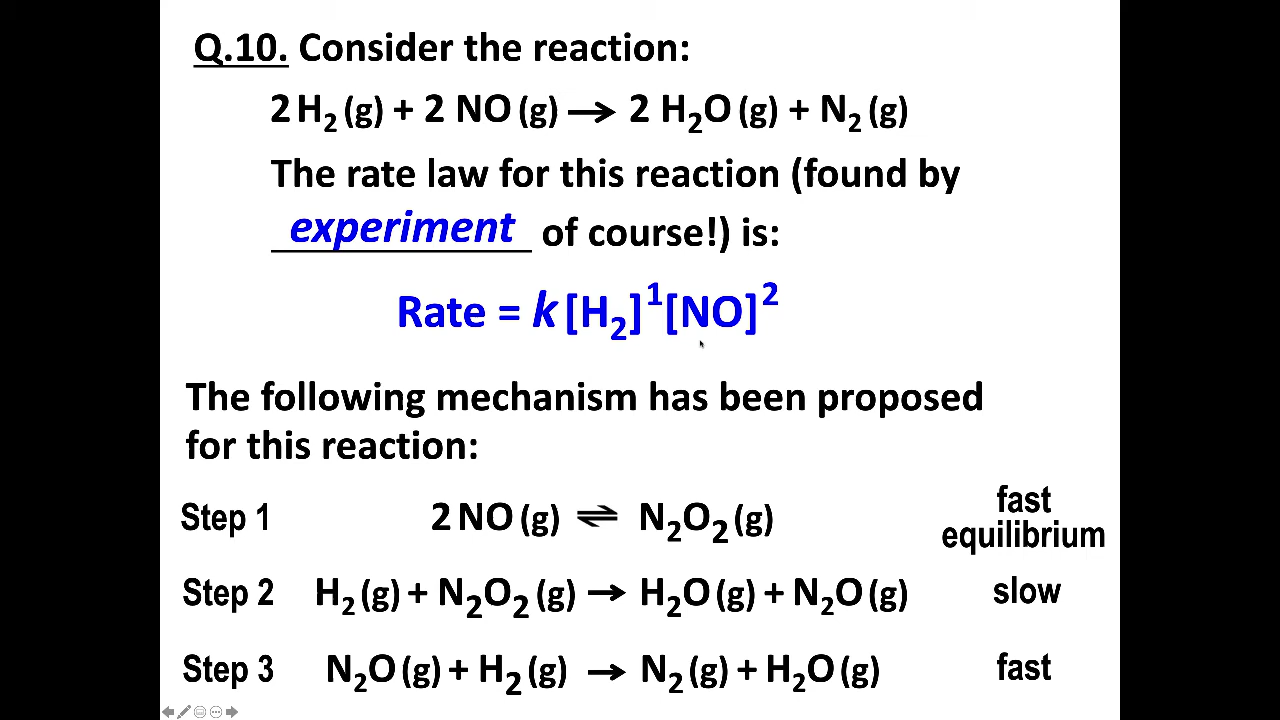 Q.10. Consider the reaction:
2 H₂ (g) + 2 NO (g) → 2 H₂O (g) + N₂ (g)
The rate law for this reaction (found by
experiment of course!) is:
Rate = k [H₂]¹[NO]²
The following mechanism has been proposed
for this reaction:
Step 1 2 NO (g) ⇌ N₂O₂ (g) fast equilibrium
Step 2 H₂ (g) + N₂O₂ (g) → H₂O (g) + N₂O (g) slow
Step 3 N₂O (g) + H₂ (g) → N₂ (g) + H₂O (g) fast